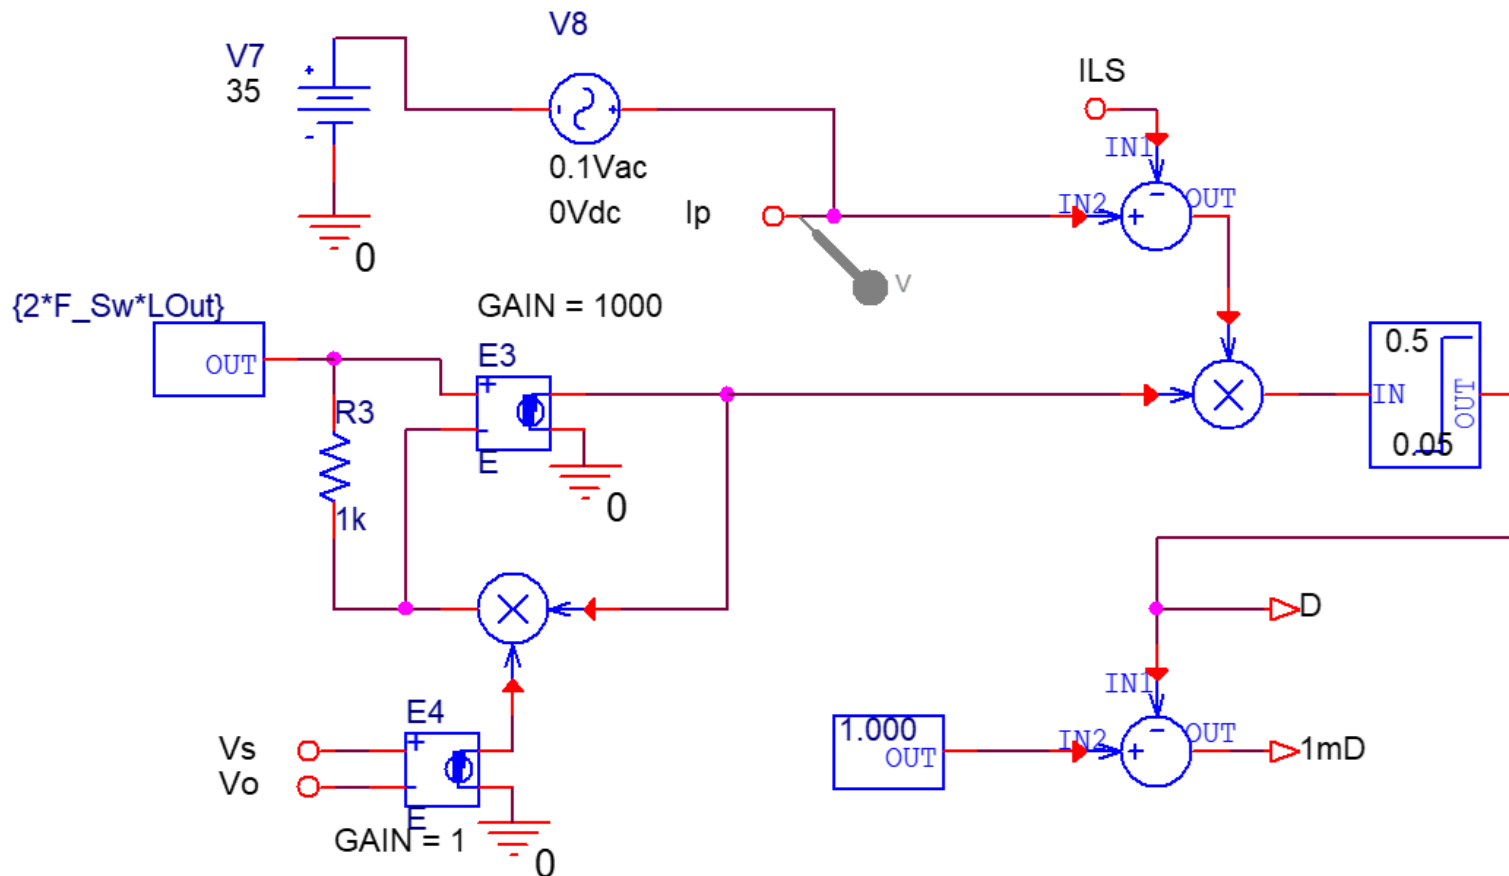 V8
V7
35
ILS
IN1
0.1Vac
0Vdc
Ip
IN2
OUT
0
V
{2*F_Sw*LOut}
GAIN = 1000
OUT
E3
0.5
IN
OUT
R3
E
0.05
0
1k
IN1
D
E4
1.000
OUT
IN2
OUT
1mD
Vs
Vo
E
GAIN = 1
0